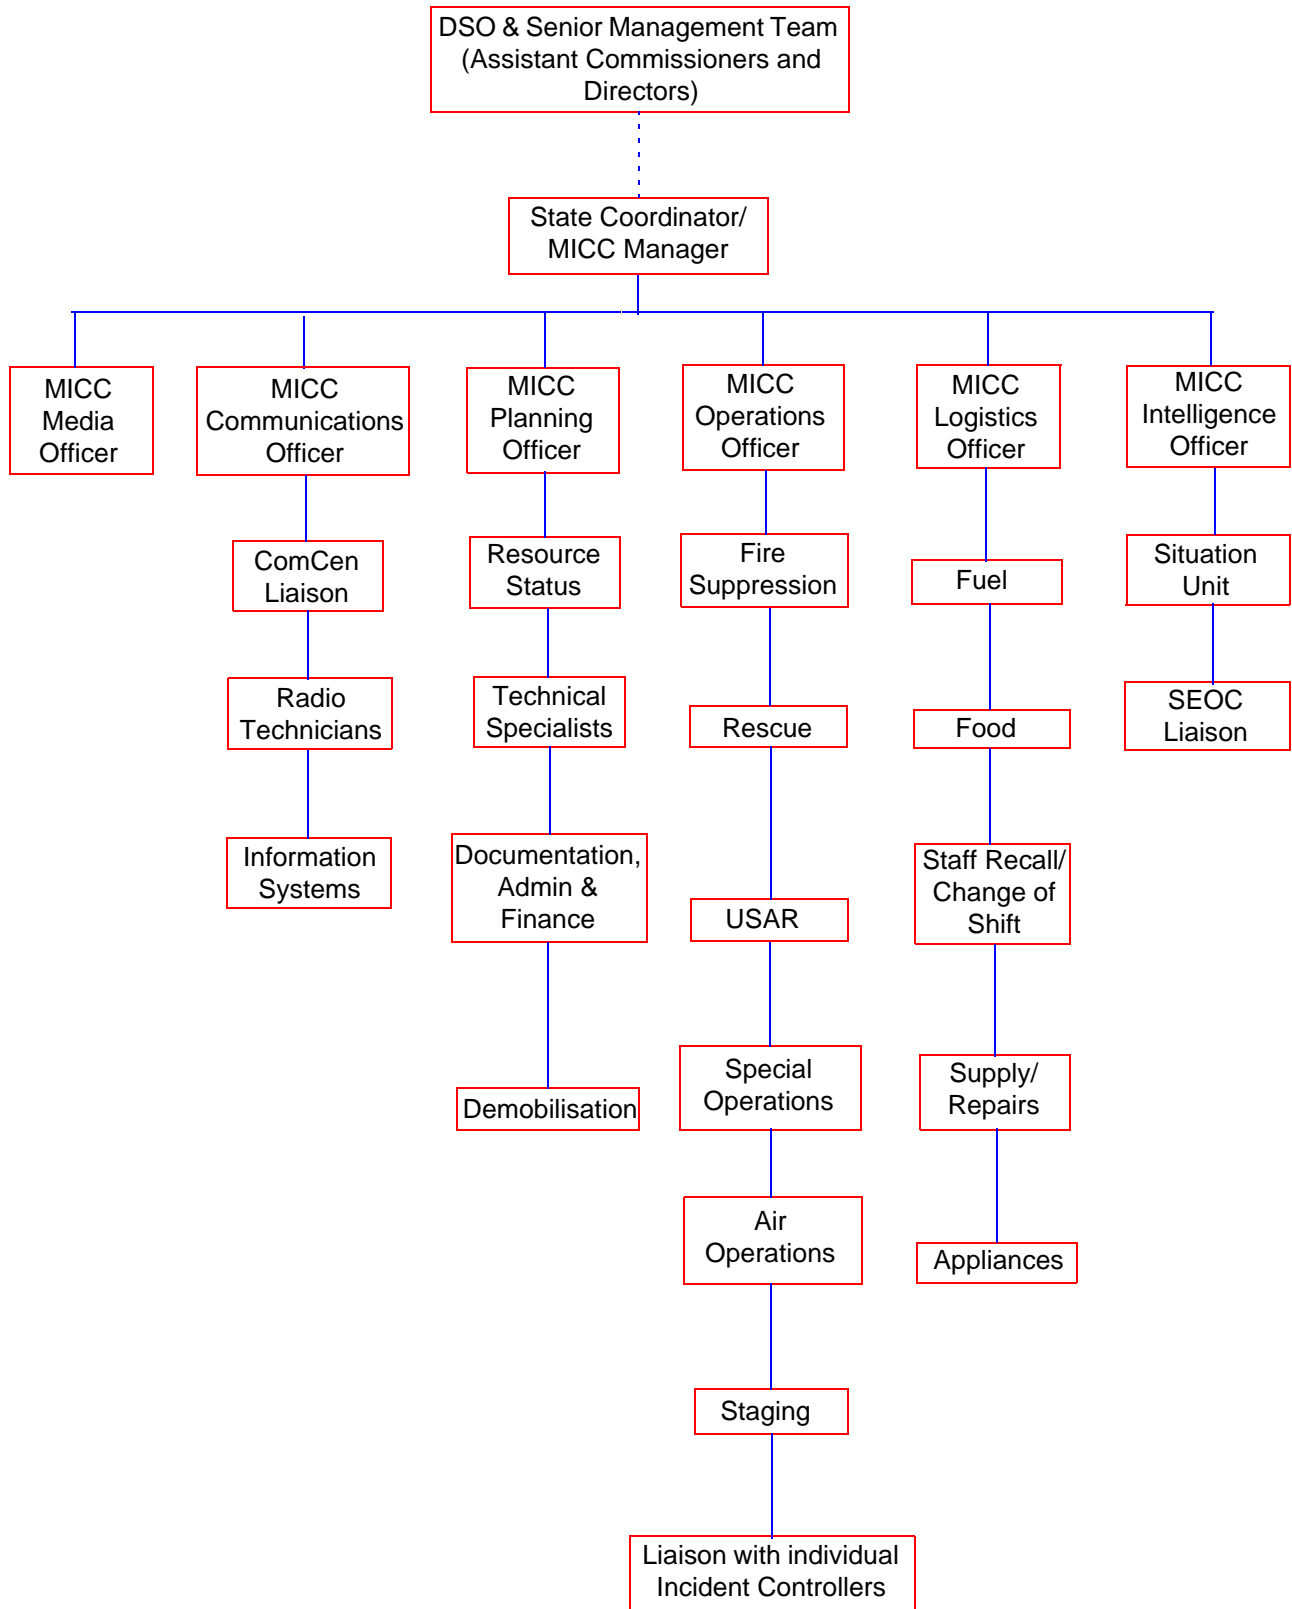 DSO & Senior Management Team
(Assistant Commissioners and
Directors)
State Coordinator/
MICC Manager
MICC
Media
Officer
MICC
Communications
Officer
MICC
Planning
Officer
MICC
Operations
Officer
MICC
Logistics
Officer
MICC
Intelligence
Officer
ComCen
Liaison
Radio
Technicians
Information
Systems
Resource
Status
Technical
Specialists
Documentation,
Admin &
Finance
Demobilisation
Fire
Suppression
Rescue
USAR
Special
Operations
Air
Operations
Staging
Liaison with individual
Incident Controllers
Fuel
Food
Staff Recall/
Change of
Shift
Supply/
Repairs
Appliances
Situation
Unit
SEOC
Liaison